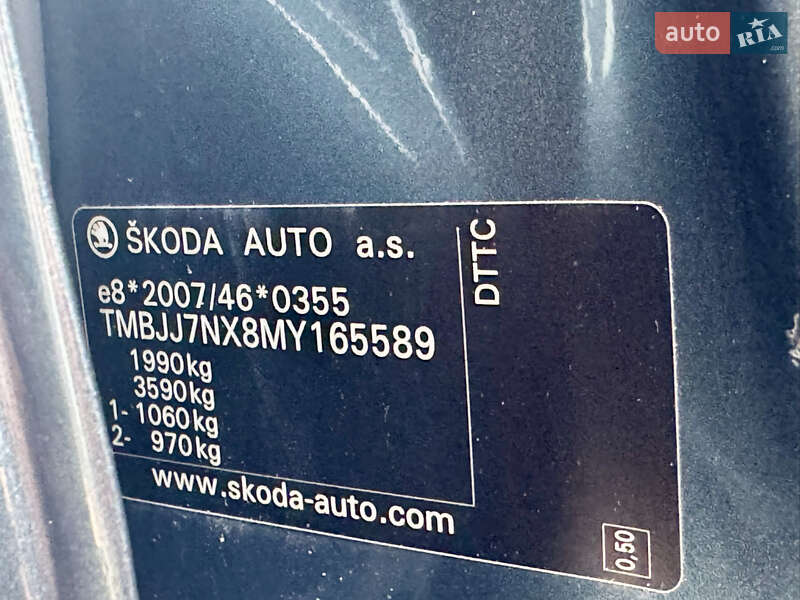 auto RIA
.com
ŠKODA AUTO a.s.
DTTC
e8*2007/46*0355
TMBJJ7NX8MY165589
1990kg
3590kg
1- 1060kg
2- 970kg
www.skoda-auto.com
0,50